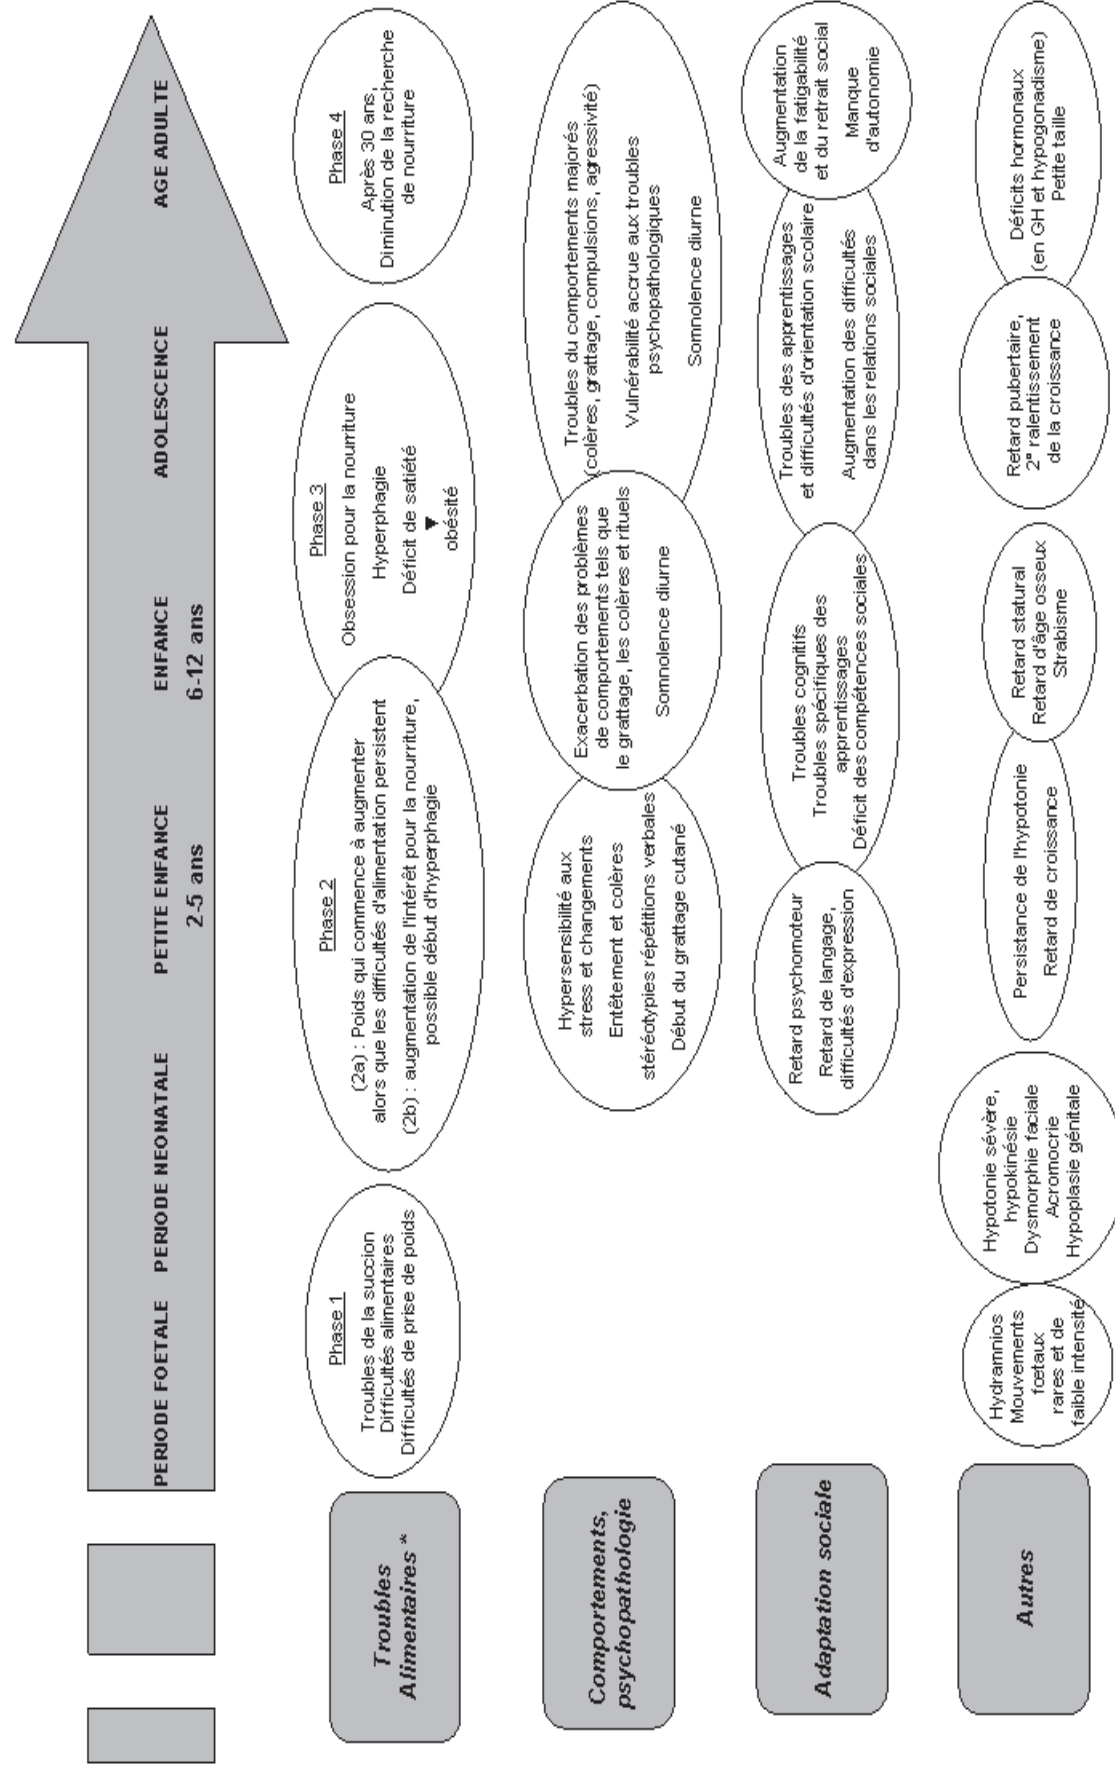 PERIODE FOETALE
PERIODE NEONATALE
PETITE ENFANCE
2-5 ans
ENFANCE
6-12 ans
ADOLESCENCE
AGE ADULTE
Troubles
Alimentaires *
Phase 1
Troubles de la succion
Difficultés alimentaires
Difficultés de prise de poids
Phase 2
(2a) : Poids qui commence à augmenter
alors que les difficultés d'alimentation persistent
(2b) : augmentation de l'intérêt pour la nourriture,
possible début d'hyperphagie
Phase 3
Obsession pour la nourriture
Hyperphagie
Déficit de satiété
obésité
Phase 4
Après 30 ans,
Diminution de la recherche
de nourriture
Comportements,
psychopathologie
Hypersensibilité aux
stress et changements
Entêtement et colères
stéréotypies répétitions verbales
Début du grattage cutané
Exacerbation des problèmes
de comportements tels que
le grattage, les colères et rituels
Somnolence diurne
Troubles du comportements majorés
(colères, grattage, compulsions, agressivité)
Vulnérabilité accrue aux troubles
psychopathologiques
Somnolence diurne
Adaptation sociale
Retard psychomoteur
Retard de langage,
difficultés d'expression
Troubles cognitifs
Troubles spécifiques des
apprentissages
Déficit des compétences sociales
Troubles des apprentissages
et difficultés d'orientation scolaire
Augmentation des difficultés
dans les relations sociales
Augmentation
de la fatigabilité
et du retrait social
Manque
d'autonomie
Autres
Hydramnios
Mouvements
fœtaux
rares et de
faible intensité
Hypotonie sévère,
hypokinésie
Dysmorphie faciale
Acromocrie
Hypoplasie génitale
Persistance de l'hypotonie
Retard de croissance
Retard statural
Retard d'âge osseux
Strabisme
Retard pubertaire,
2° ralentissement
de la croissance
Déficits hormonaux
(en GH et hypogonadisme)
Petite taille